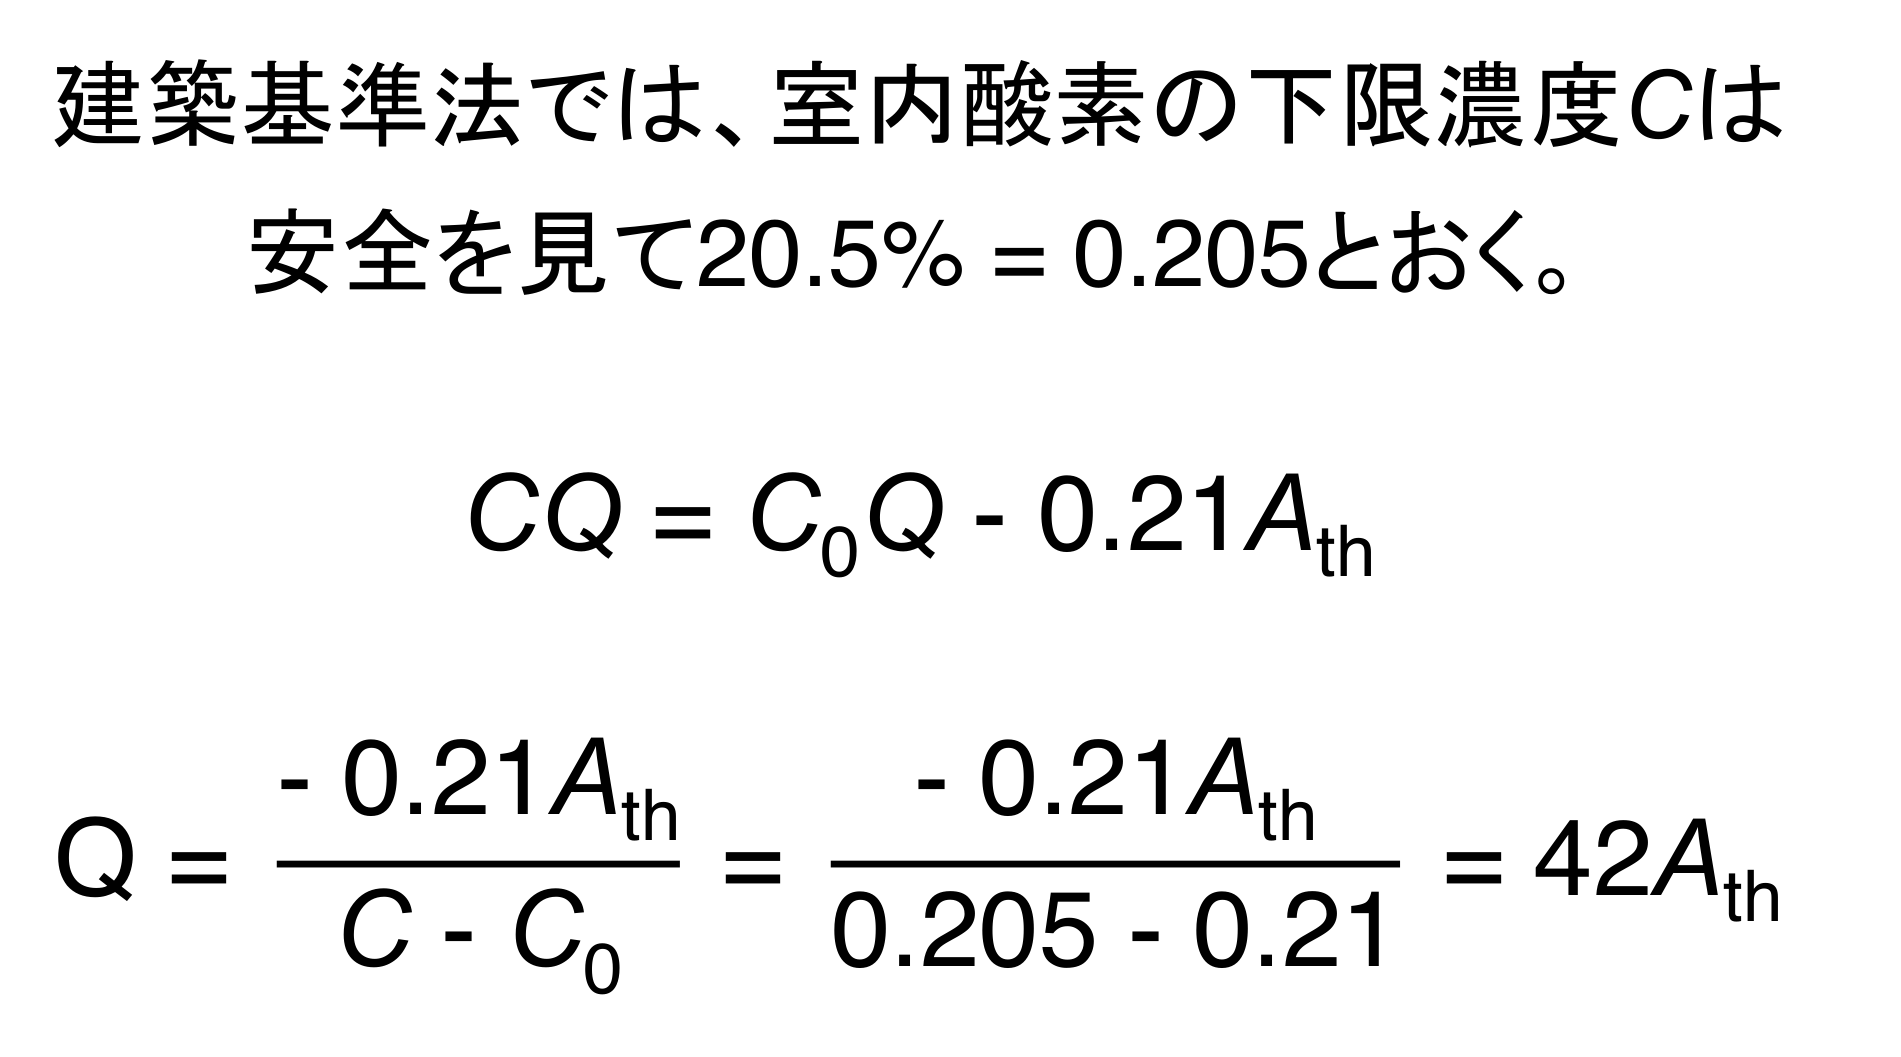 建築基準法では、室内酸素の下限濃度Cは
安全を見て20.5% = 0.205とおく。
CQ = C₀Q - 0.21Ath
Q = - 0.21Ath / C - C₀ = - 0.21Ath / 0.205 - 0.21 = 42Ath